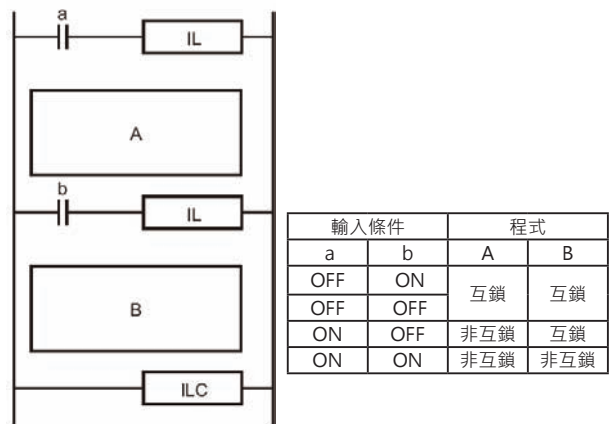 a
IL
A
b
IL
B
ILC
輸入條件 程式
a b A B
OFF ON 互鎖 互鎖
OFF OFF
ON OFF 非互鎖 互鎖
ON ON 非互鎖 非互鎖